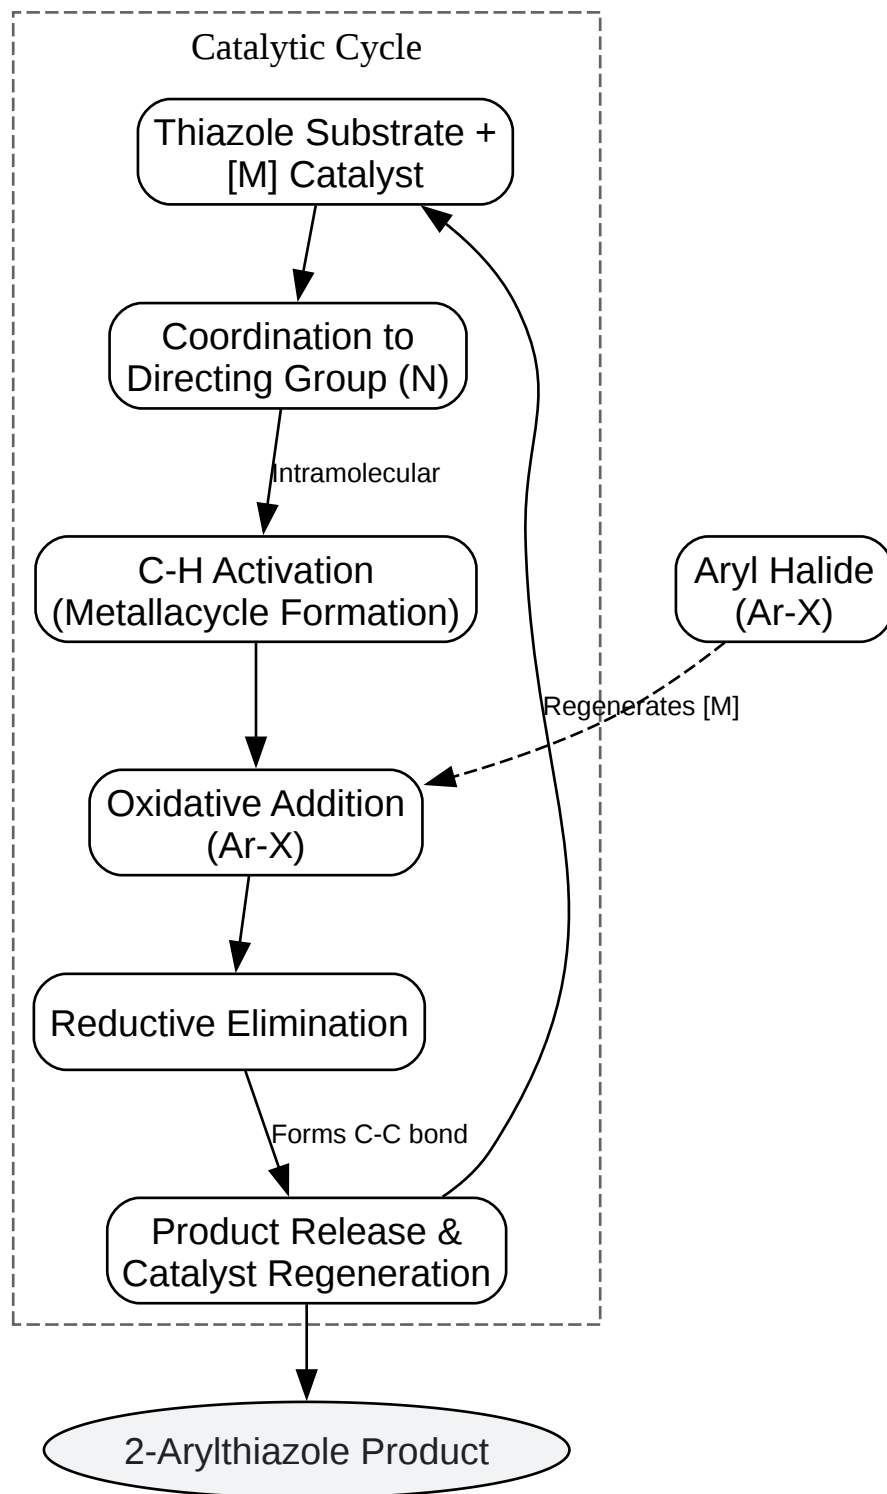 Catalytic Cycle
Thiazole Substrate +
[M] Catalyst
Coordination to
Directing Group (N)
Intramolecular
C-H Activation
(Metallacycle Formation)
Aryl Halide
(Ar-X)
Regenerates [M]
Oxidative Addition
(Ar-X)
Reductive Elimination
Forms C-C bond
Product Release &
Catalyst Regeneration
2-Arylthiazole Product